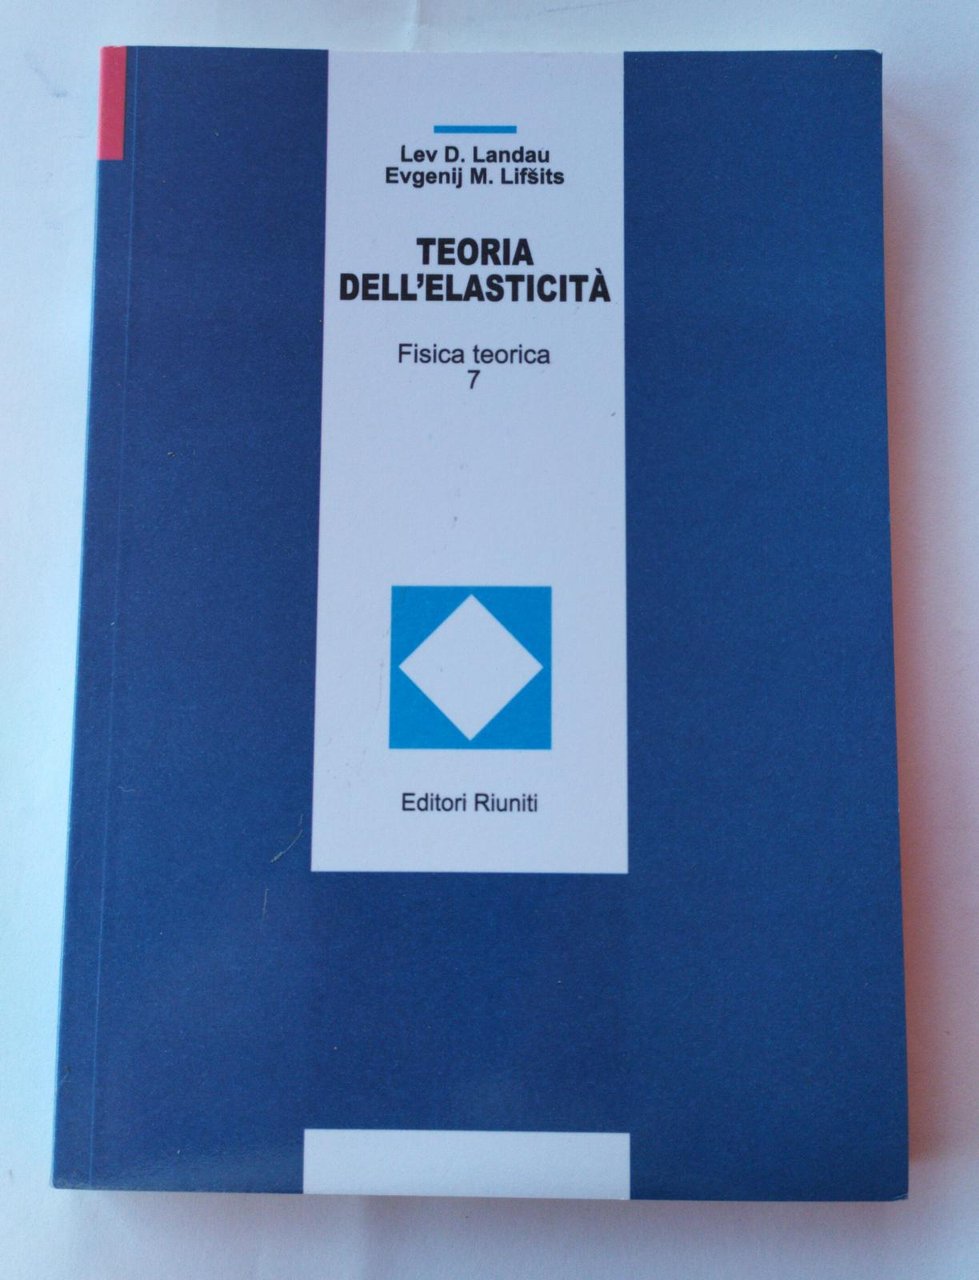 Lev D. Landau
Evgenij M. Lifšits
TEORIA
DELL'ELASTICITÀ
Fisica teorica
7
Editori Riuniti